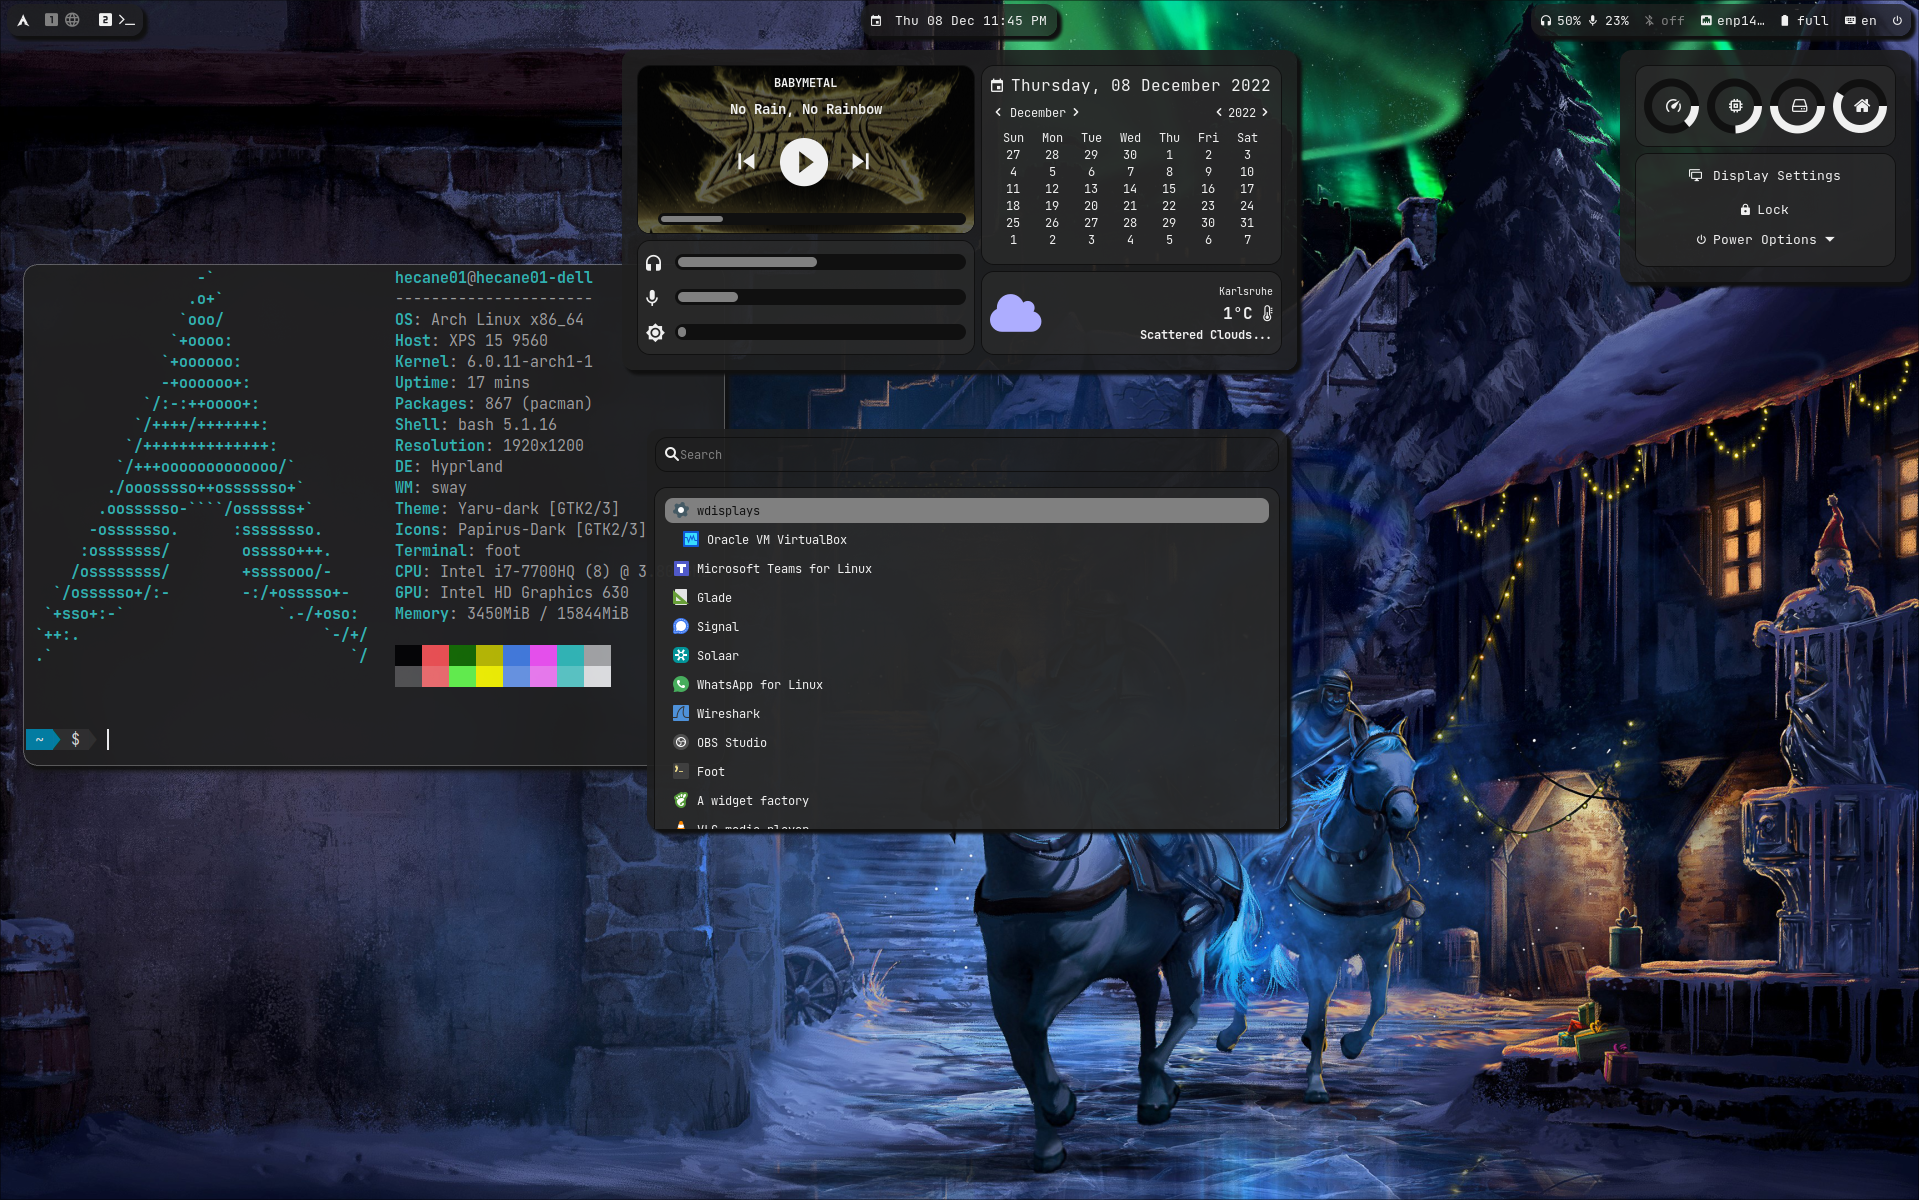 1 2 >_
Thu 08 Dec 11:45 PM
50% 23% off enp14… full en
BABYMETAL
No Rain, No Rainbow
Thursday, 08 December 2022
< December > < 2022 >
Sun Mon Tue Wed Thu Fri Sat
27 28 29 30 1 2 3
4 5 6 7 8 9 10
11 12 13 14 15 16 17
18 19 20 21 22 23 24
25 26 27 28 29 30 31
1 2 3 4 5 6 7
Karlsruhe
1°C
Scattered Clouds...
Display Settings
Lock
Power Options
hecane01@hecane01-dell
----------------------
OS: Arch Linux x86_64
Host: XPS 15 9560
Kernel: 6.0.11-arch1-1
Uptime: 17 mins
Packages: 867 (pacman)
Shell: bash 5.1.16
Resolution: 1920x1200
DE: Hyprland
WM: sway
Theme: Yaru-dark [GTK2/3]
Icons: Papirus-Dark [GTK2/3]
Terminal: foot
CPU: Intel i7-7700HQ (8) @ 3.
GPU: Intel HD Graphics 630
Memory: 3450MiB / 15844MiB
~ $
Search
wdisplays
Oracle VM VirtualBox
Microsoft Teams for Linux
Glade
Signal
Solaar
WhatsApp for Linux
Wireshark
OBS Studio
Foot
A widget factory
VLC media player